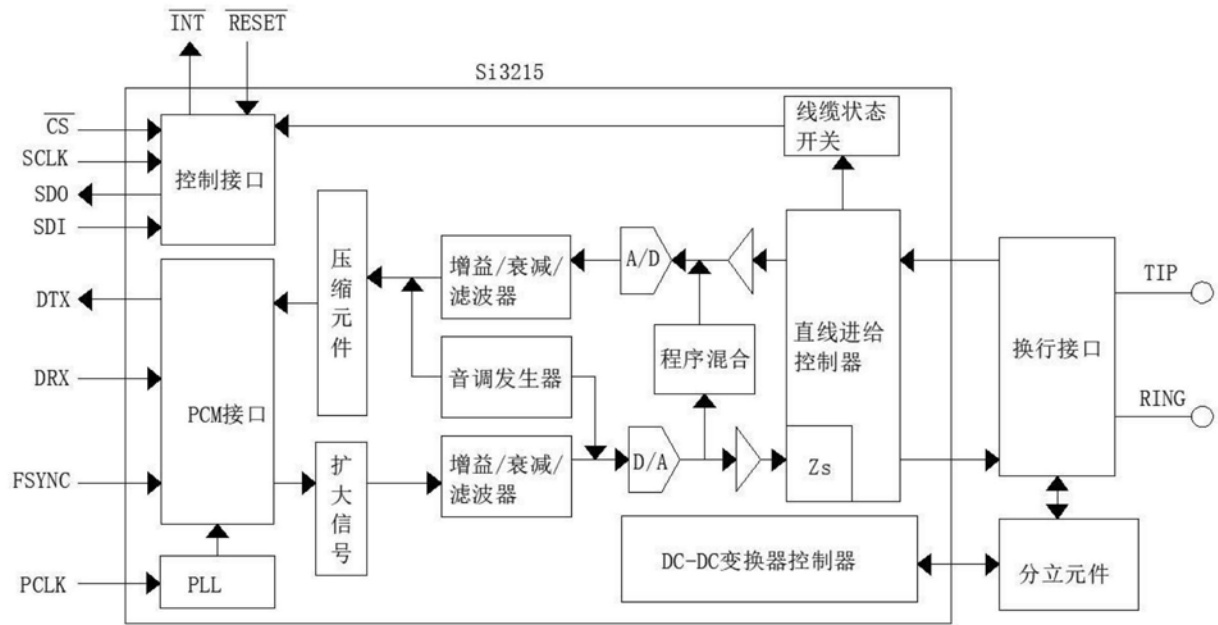 INT
RESET
Si3215
CS
SCLK
SDO
SDI
控制接口
线缆状态
开关
压
缩
元
件
增益/衰减/
滤波器
A/D
直线进给
控制器
换行接口
TIP
RING
DTX
DRX
FSYNC
PCM接口
音调发生器
程序混合
扩
大
信
号
增益/衰减/
滤波器
D/A
Zs
PCLK
PLL
DC-DC变换器控制器
分立元件